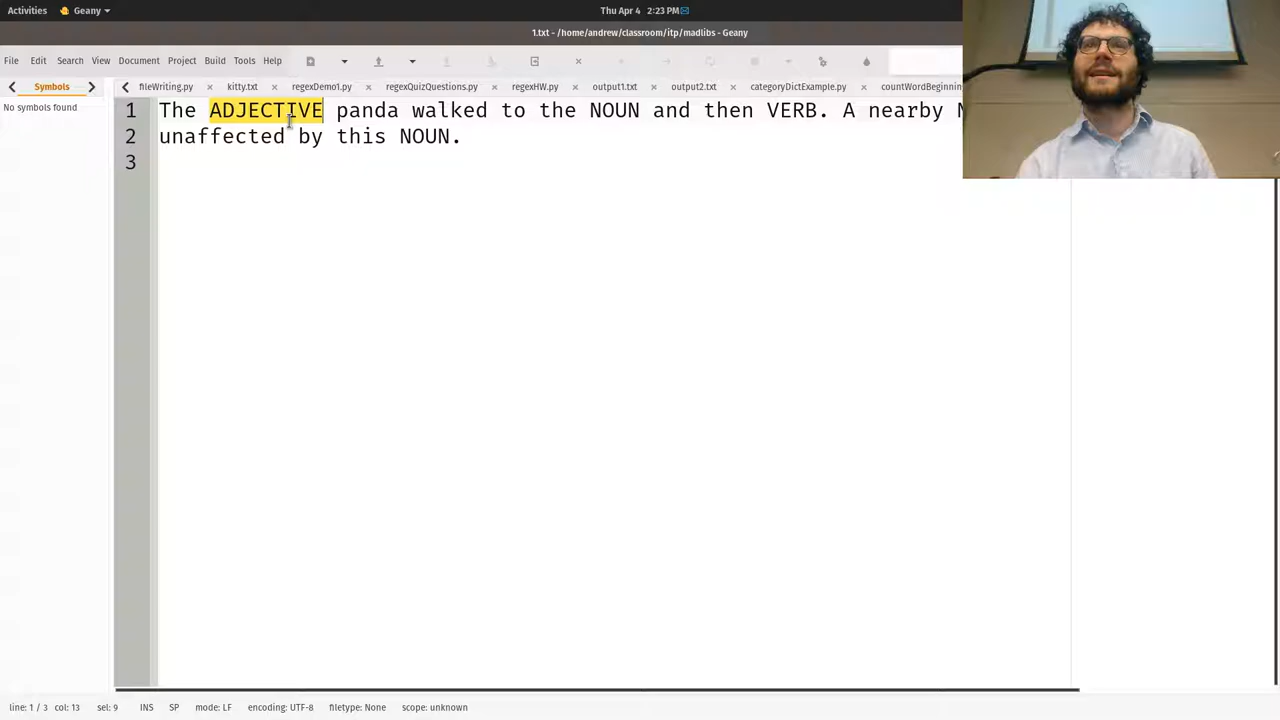 Activities Geany Thu Apr 4 2:23 PM
1.txt - /home/andrew/classroom/itp/madlibs - Geany
File Edit Search View Document Project Build Tools Help
Symbols fileWriting.py kitty.txt regexDemo1.py regexQuizQuestions.py regexHW.py output1.txt output2.txt categoryDictExample.py countWordBeginnin
No symbols found
1 The ADJECTIVE panda walked to the NOUN and then VERB. A nearby N
2 unaffected by this NOUN.
3
line: 1 / 3 col: 13 sel: 9 INS SP mode: LF encoding: UTF-8 filetype: None scope: unknown